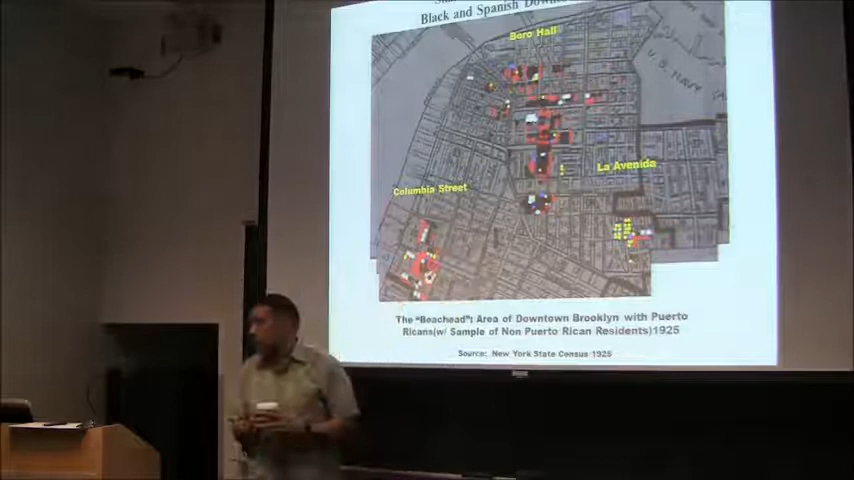 Black and Spanish
Boro Hall
U.S. NAVY
La Avenida
Columbia Street
The "Beachead": Area of Downtown Brooklyn with Puerto
Ricans(w/ Sample of Non Puerto Rican Residents)1925
Source: New York State Census 1925